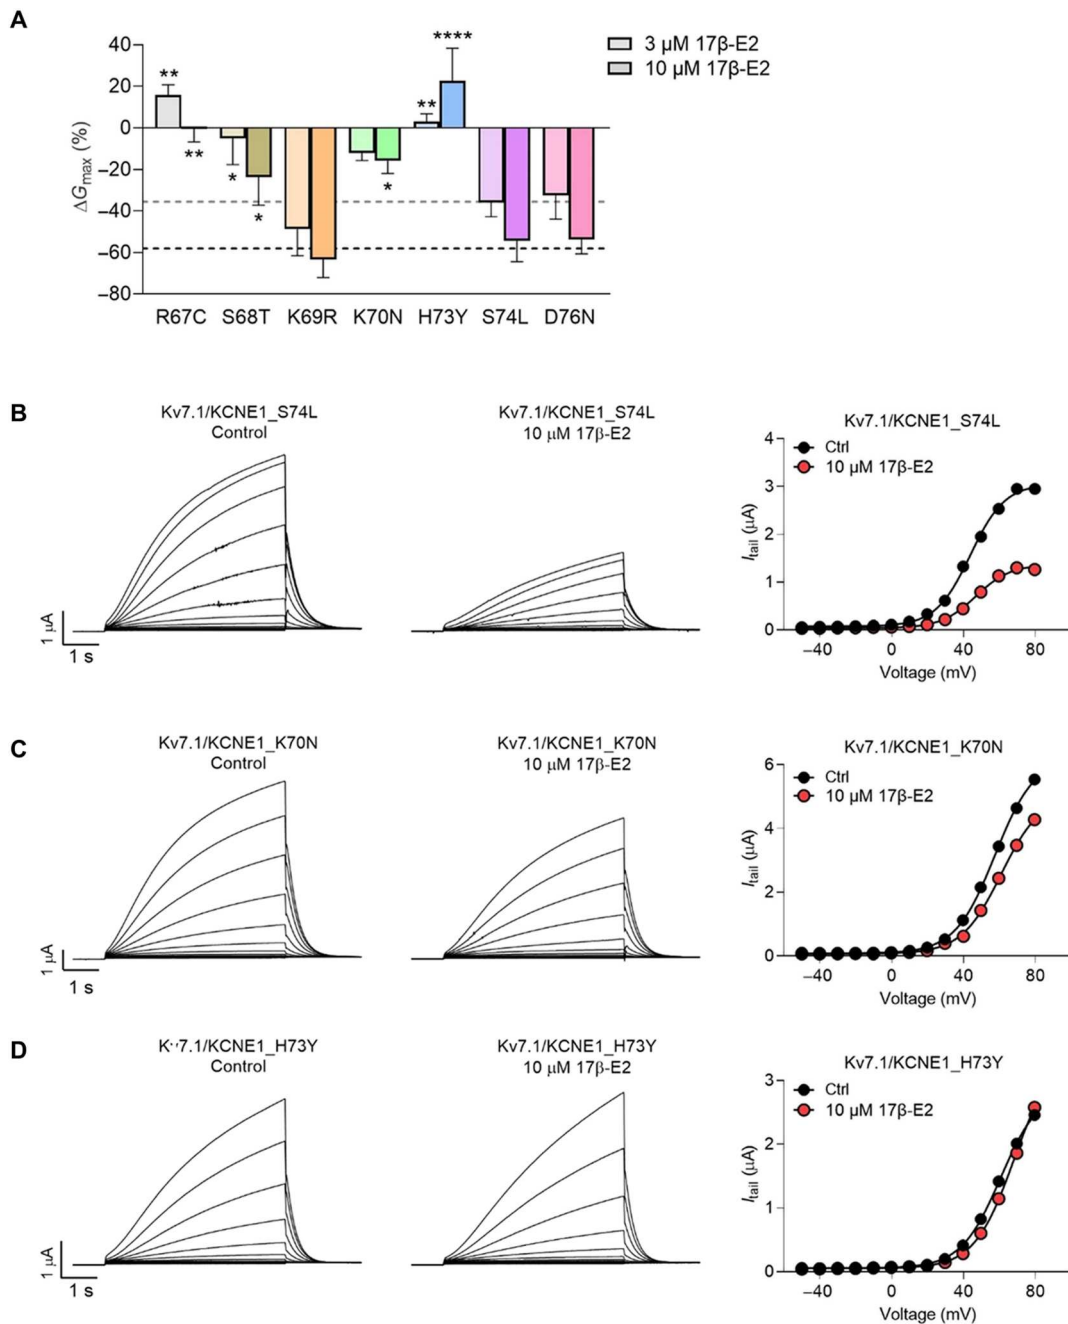 A
ΔGmax (%)
40
20
0
−20
−40
−60
−80
** ** * * * ** ****
3 µM 17β-E2
10 µM 17β-E2
R67C S68T K69R K70N H73Y S74L D76N
B
Kv7.1/KCNE1_S74L
Control
1 µA
1 s
Kv7.1/KCNE1_S74L
10 µM 17β-E2
Kv7.1/KCNE1_S74L
Ctrl
10 µM 17β-E2
Itail (µA)
4
3
2
1
0
−40 0 40 80
Voltage (mV)
C
Kv7.1/KCNE1_K70N
Control
1 µA
1 s
Kv7.1/KCNE1_K70N
10 µM 17β-E2
Kv7.1/KCNE1_K70N
Ctrl
10 µM 17β-E2
Itail (µA)
6
4
2
0
−40 0 40 80
Voltage (mV)
D
Kv7.1/KCNE1_H73Y
Control
1 µA
1 s
Kv7.1/KCNE1_H73Y
10 µM 17β-E2
Kv7.1/KCNE1_H73Y
Ctrl
10 µM 17β-E2
Itail (µA)
3
2
1
0
−40 0 40 80
Voltage (mV)